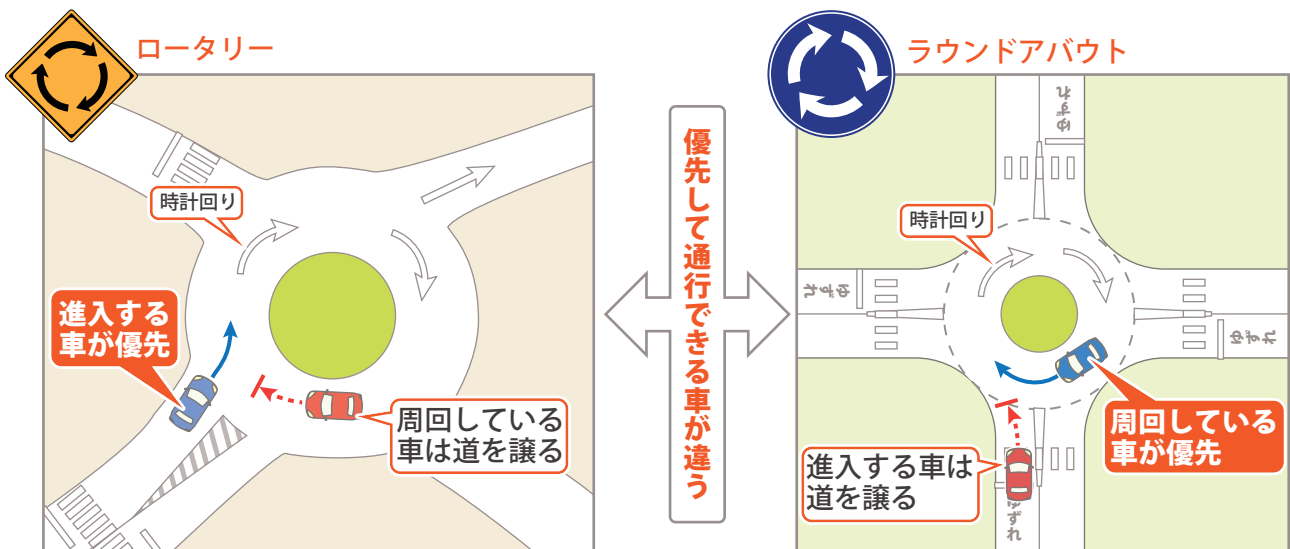 ロータリー
時計回り
進入する
車が優先
周回している
車は道を譲る
優先して通行できる車が違う
ラウンドアバウト
ゆずれ
時計回り
ゆずれ
ゆずれ
周回している
車が優先
進入する車は
道を譲る
ゆずれ